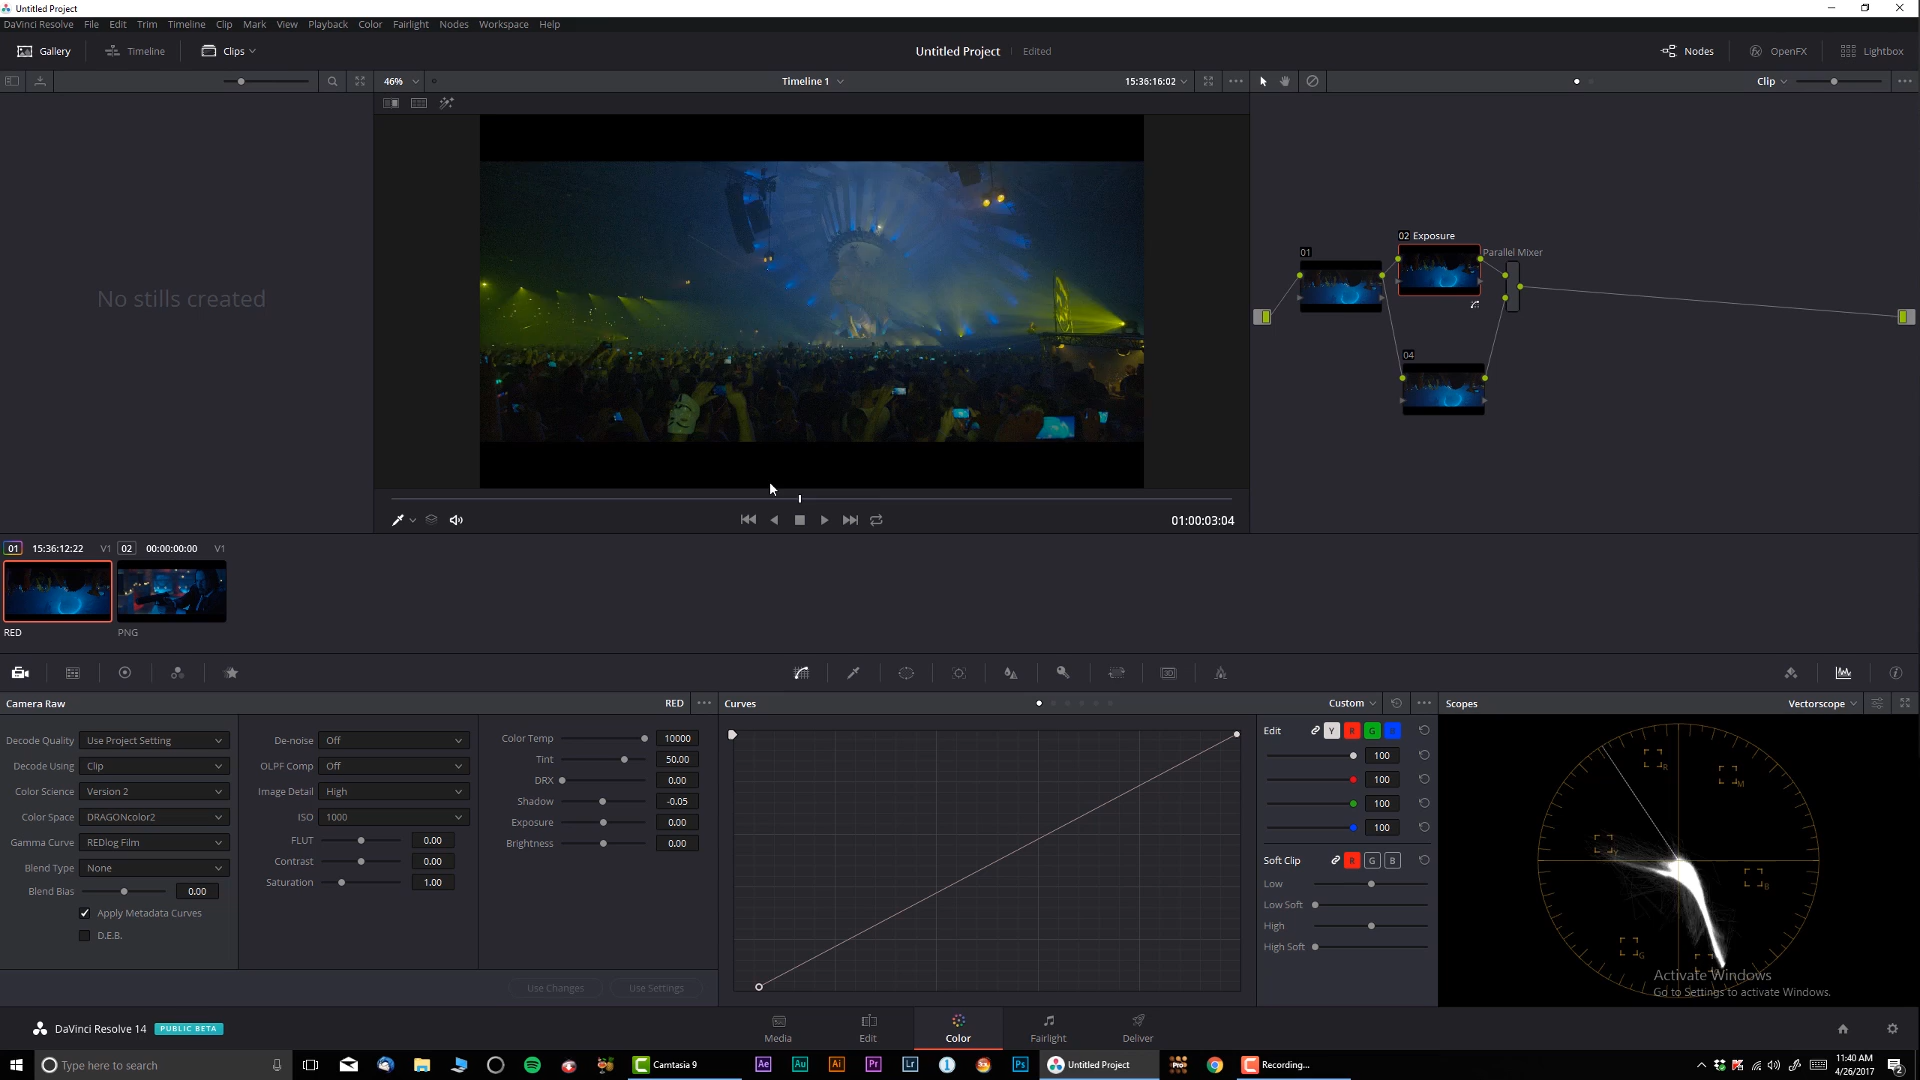 Untitled Project
DaVinci Resolve File Edit Trim Timeline Clip Mark View Playback Color Fairlight Nodes Workspace Help
Gallery Timeline Clips Untitled Project Edited Nodes OpenFX Lightbox
46% Timeline 1 15:36:16:02 Clip
No stills created
01 02 Exposure Parallel Mixer
04
01:00:03:04
01 15:36:12:22 V1 02 00:00:00:00 V1
RED PNG
Camera Raw RED Curves Custom Scopes Vectorscope
Decode Quality Use Project Setting De-noise Off Color Temp 10000 Edit Y R G B
Tint 50.00 100
Decode Using Clip OLPF Comp Off
DRX 0.00 100
Color Science Version 2 Image Detail High
Shadow -0.05 100
Color Space DRAGONcolor2 ISO 1000
Exposure 0.00 100
Gamma Curve REDlog Film FLUT 0.00 Brightness 0.00
Blend Type None Contrast 0.00 Soft Clip R G B
Blend Bias 0.00 Saturation 1.00 Low
Low Soft
Apply Metadata Curves High
D.E.B. High Soft
R M Y B G
Use Changes Use Settings
Activate Windows
Go to Settings to activate Windows.
DaVinci Resolve 14 PUBLIC BETA Media Edit Color Fairlight Deliver
Type here to search Camtasia 9 Ae Au Ai Pr Lr Ps Untitled Project Recording... 11:40 AM
4/26/2017
2